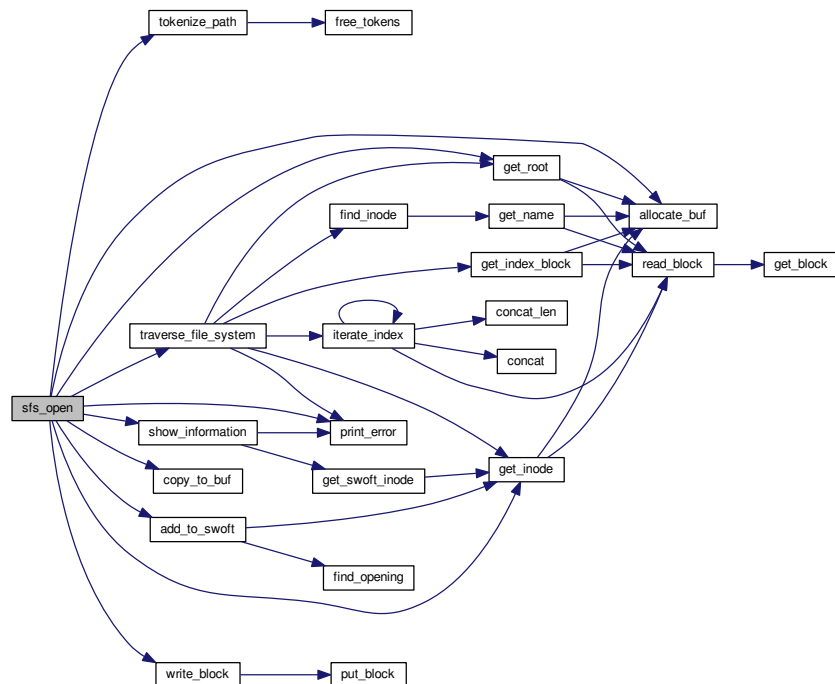 tokenize_path
free_tokens
get_root
find_inode
get_name
allocate_buf
get_index_block
read_block
get_block
traverse_file_system
iterate_index
concat_len
concat
sfs_open
show_information
print_error
copy_to_buf
get_swoft_inode
get_inode
add_to_swoft
find_opening
write_block
put_block